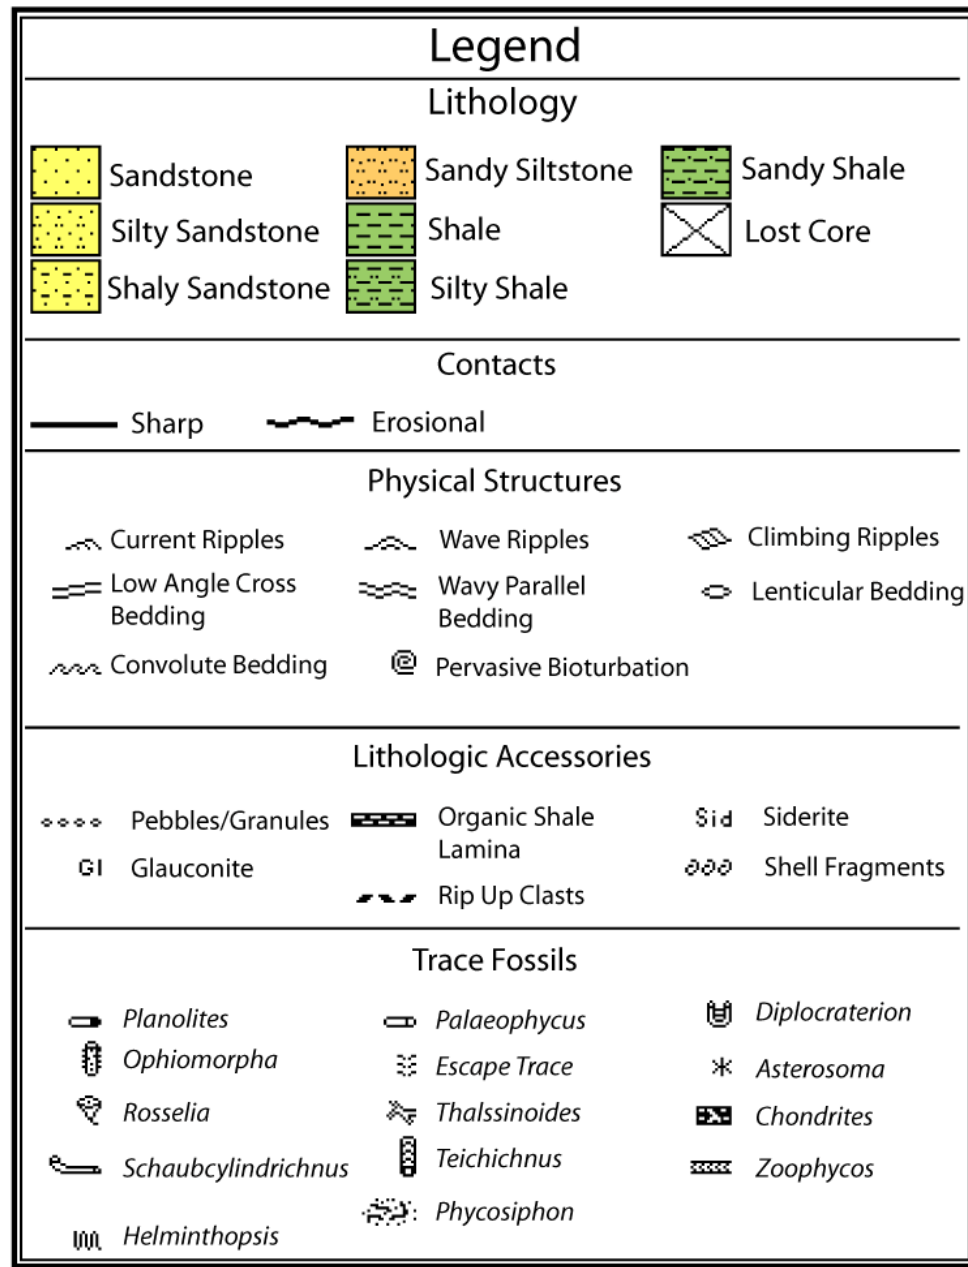 Legend
Lithology
Sandstone
Sandy Siltstone
Sandy Shale
Silty Sandstone
Shale
Lost Core
Shaly Sandstone
Silty Shale
Contacts
Sharp
Erosional
Physical Structures
Current Ripples
Wave Ripples
Climbing Ripples
Low Angle Cross
Bedding
Wavy Parallel
Bedding
Lenticular Bedding
Convolute Bedding
Pervasive Bioturbation
Lithologic Accessories
Pebbles/Granules
Organic Shale
Lamina
Sid Siderite
Gl Glauconite
Shell Fragments
Rip Up Clasts
Trace Fossils
Planolites
Palaeophycus
Diplocraterion
Ophiomorpha
Escape Trace
Asterosoma
Rosselia
Thalssinoides
Chondrites
Schaubcylindrichnus
Teichichnus
Zoophycos
Phycosiphon
Helminthopsis